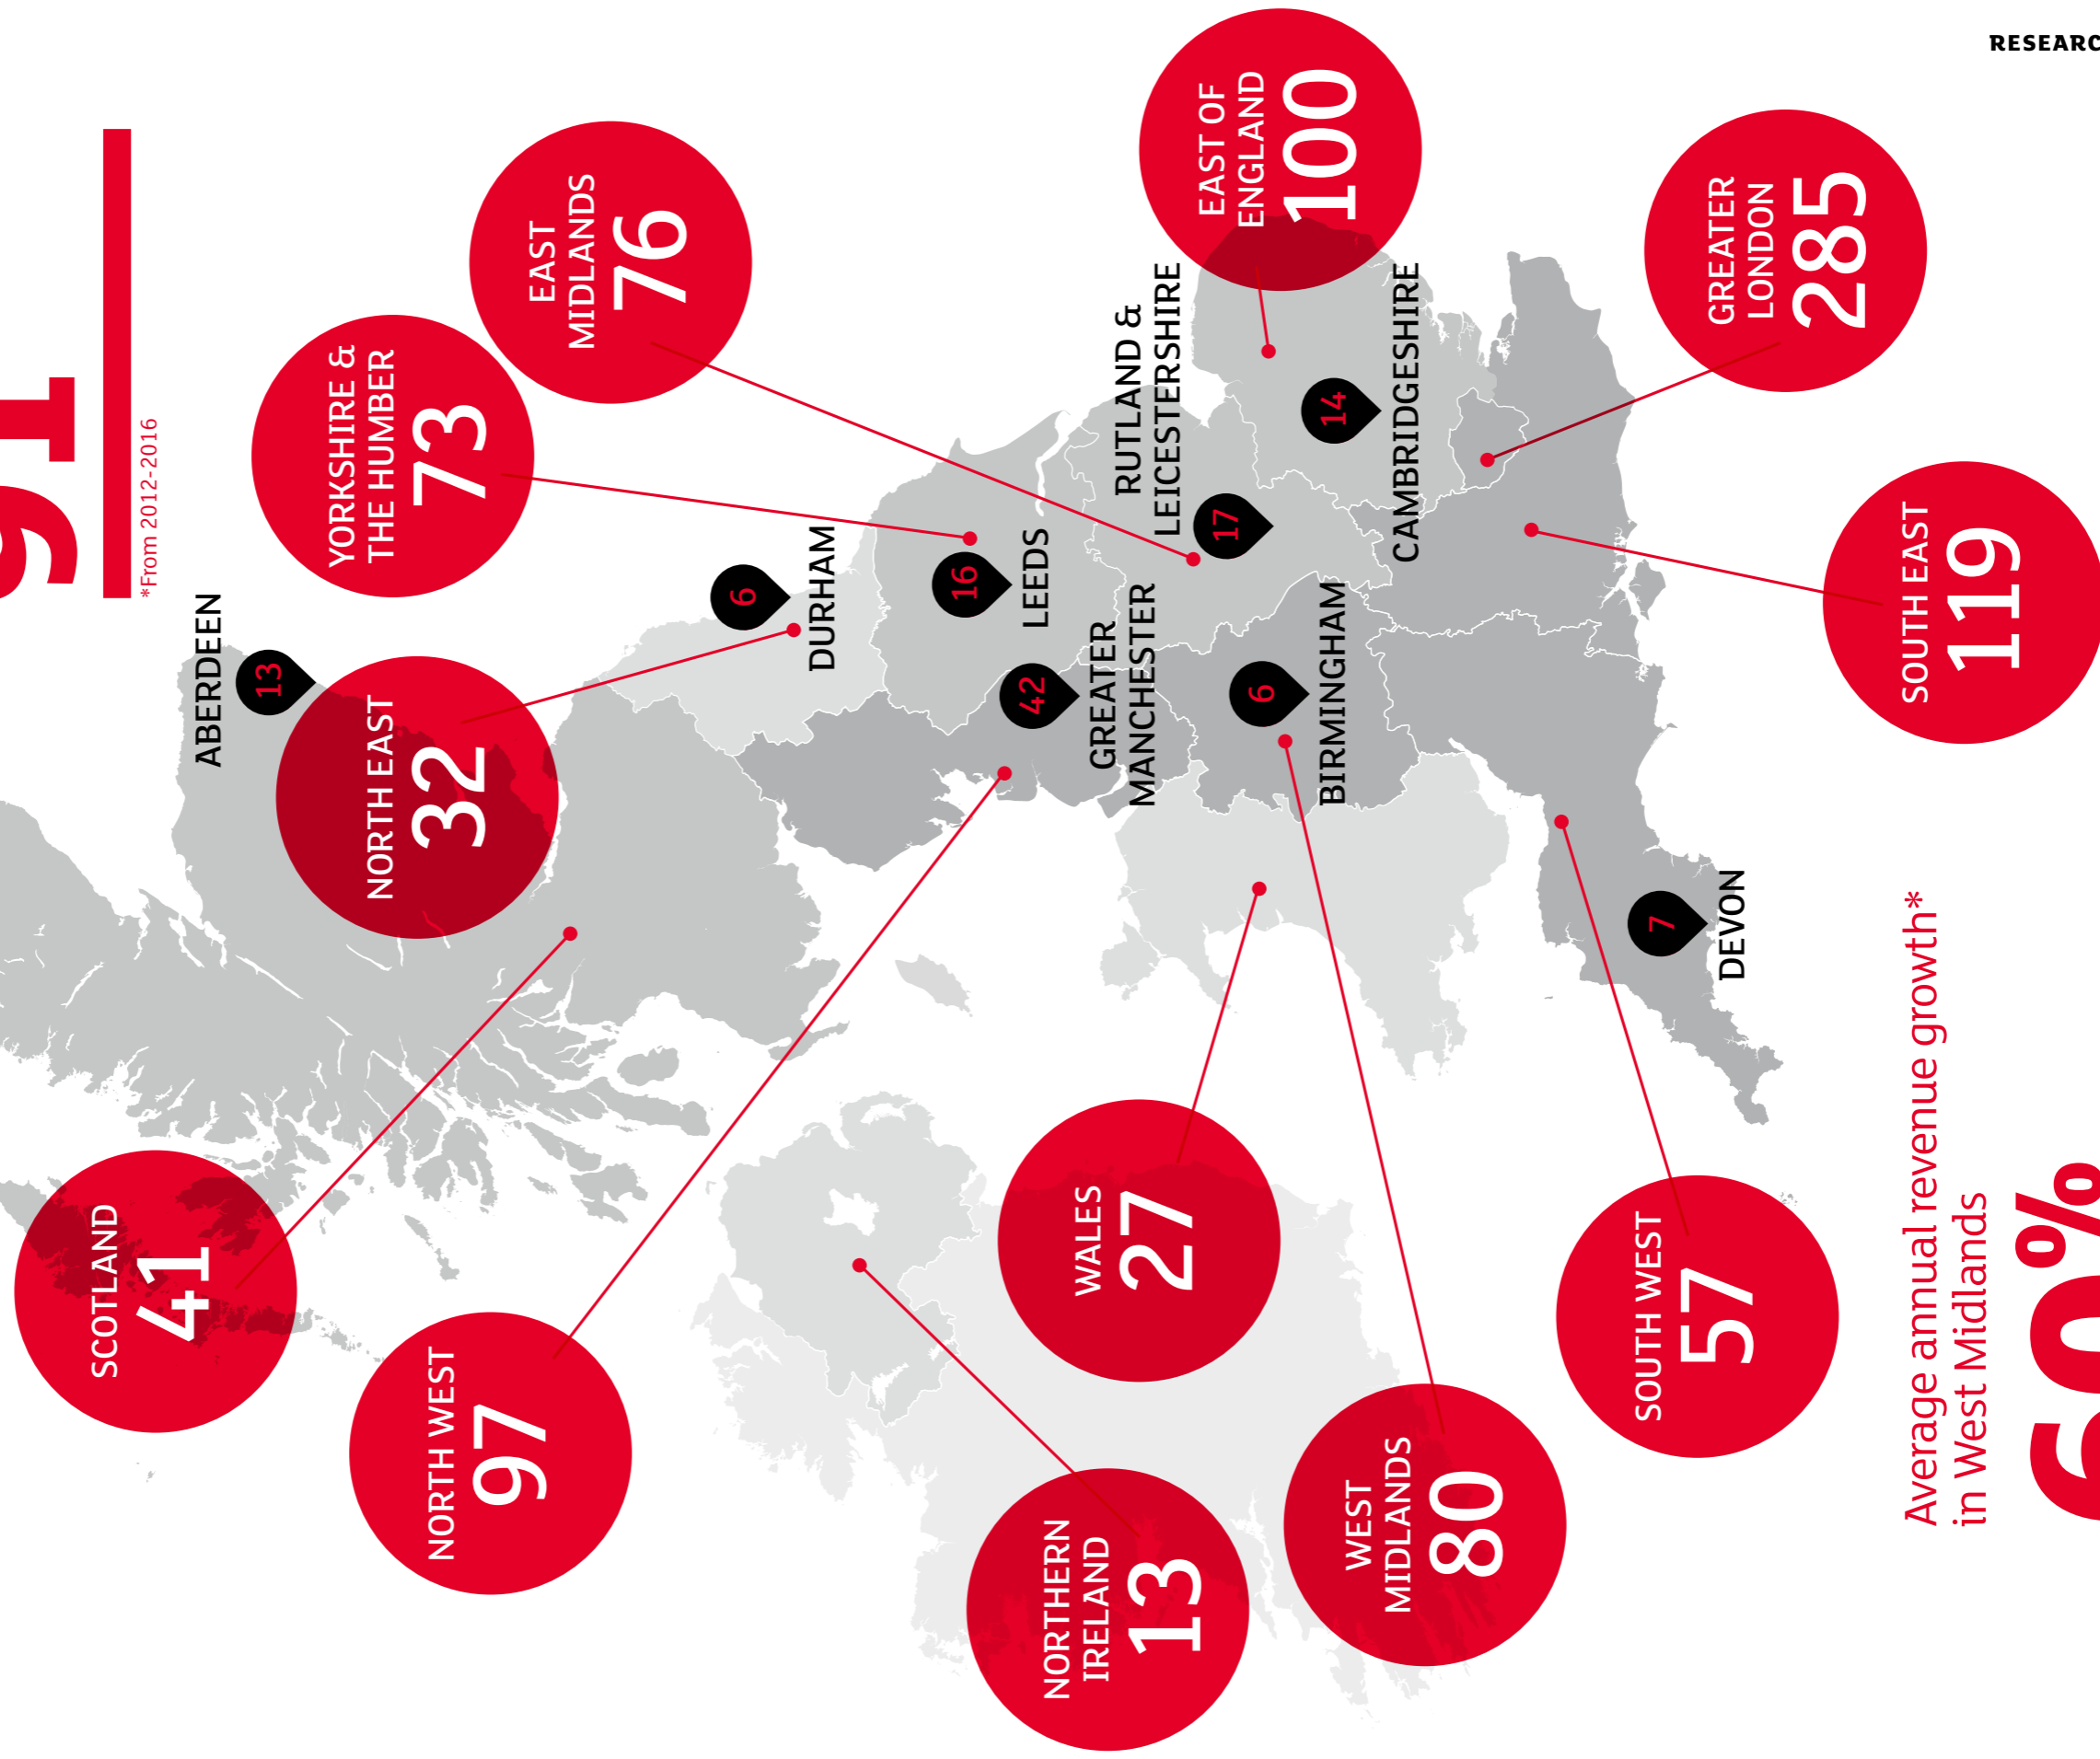 RESEARC
91
*From 2012-2016
ABERDEEN
13
SCOTLAND
41
NORTH EAST
32
YORKSHIRE &
THE HUMBER
73
NORTH WEST
97
EAST
MIDLANDS
76
6
DURHAM
16
LEEDS
42
GREATER
MANCHESTER
RUTLAND &
LEICESTERSHIRE
17
EAST OF
ENGLAND
100
14
CAMBRIDGESHIRE
6
BIRMINGHAM
WALES
27
NORTHERN
IRELAND
13
WEST
MIDLANDS
80
GREATER
LONDON
285
SOUTH EAST
119
7
DEVON
SOUTH WEST
57
Average annual revenue growth*
in West Midlands